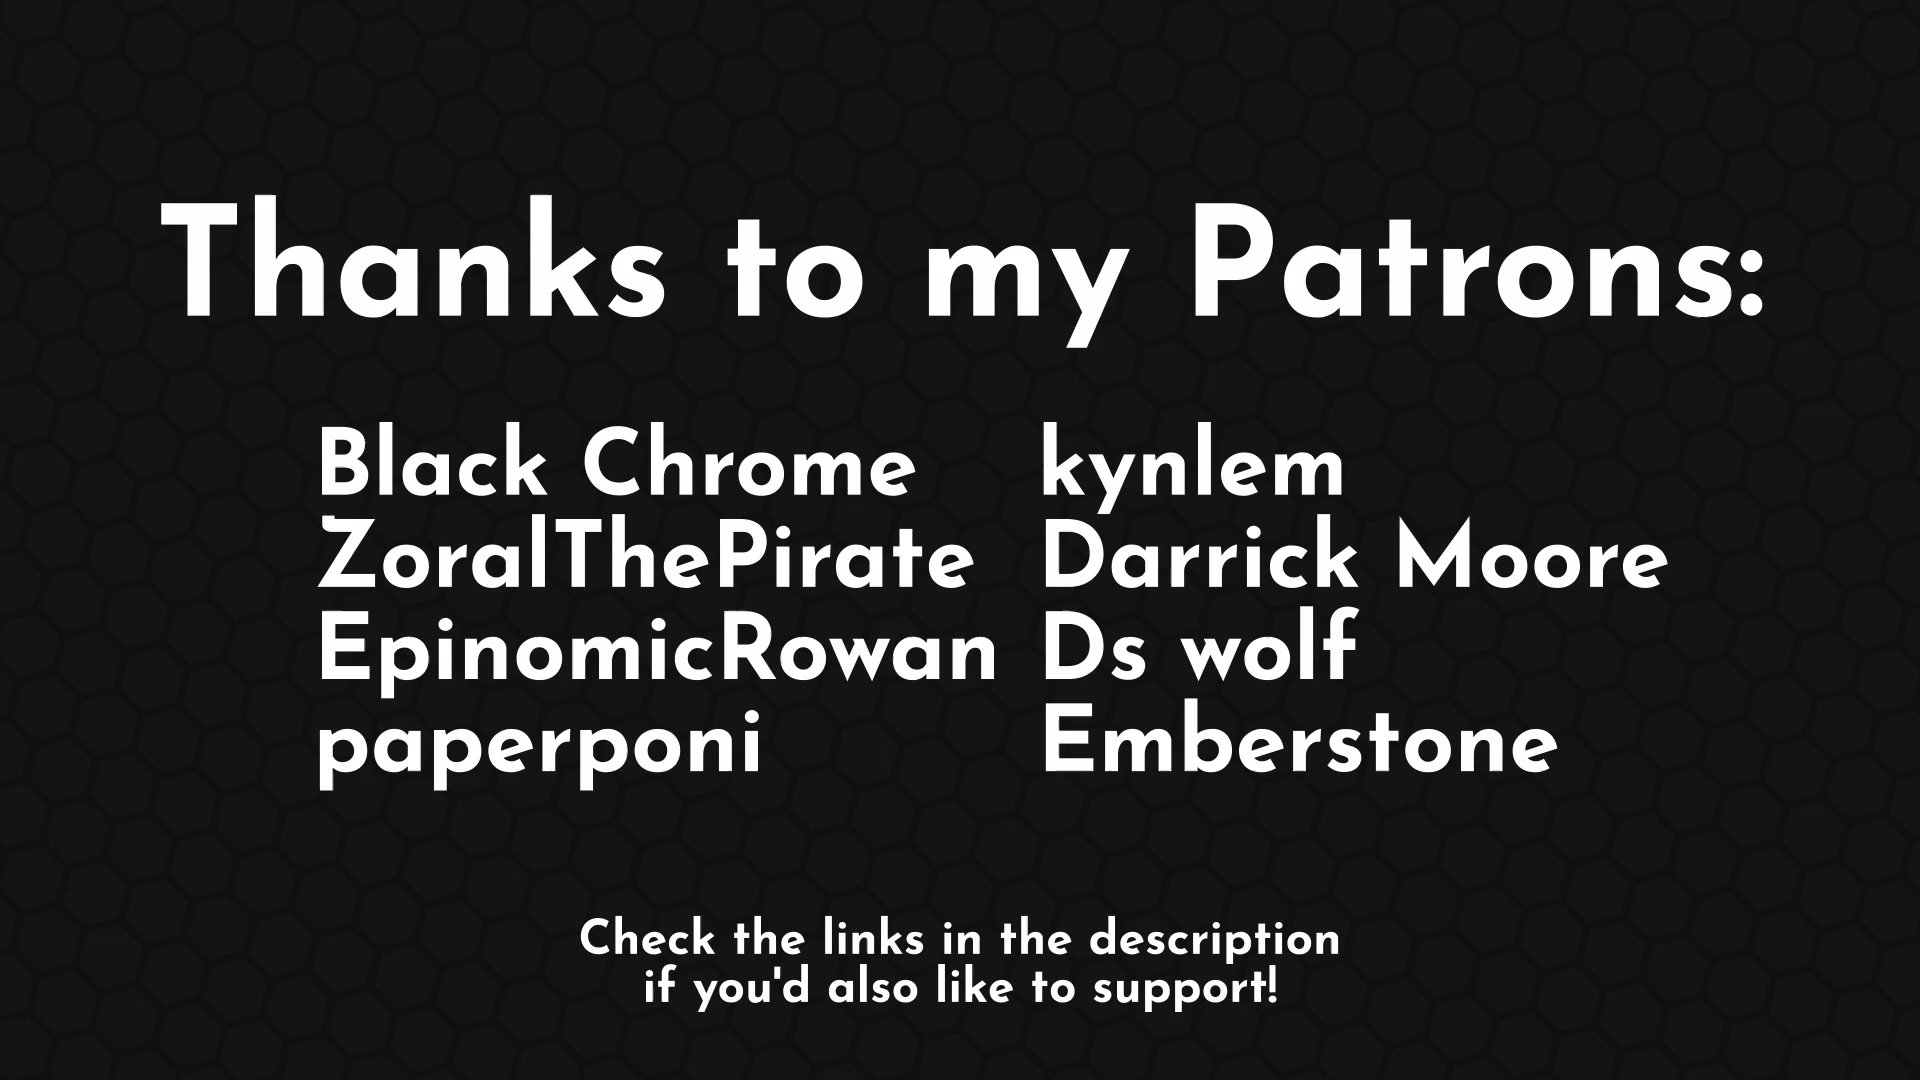 Thanks to my Patrons:
Black Chrome
ZoralThePirate
EpinomicRowan
paperponi
kynlem
Darrick Moore
Ds wolf
Emberstone
Check the links in the description
if you'd also like to support!